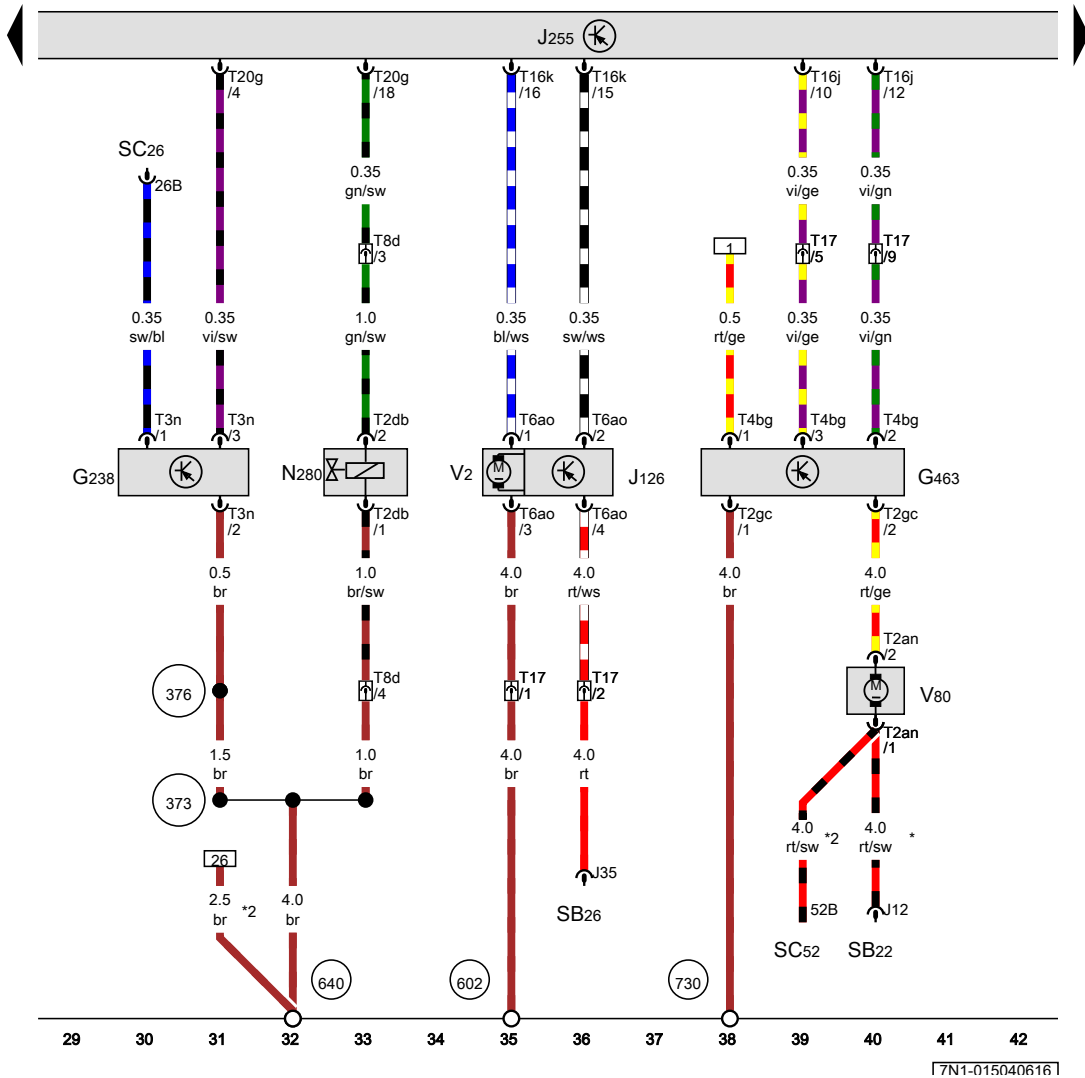 J255
T20g
/4
T20g
/18
T16k
/16
T16k
/15
T16j
/10
T16j
/12
SC26
26B
0.35
gn/sw
0.35
vi/ge
0.35
vi/gn
T8d
/3
1
T17
/5
T17
/9
0.35
sw/bl
0.35
vi/sw
1.0
gn/sw
0.35
bl/ws
0.35
sw/ws
0.5
rt/ge
0.35
vi/ge
0.35
vi/gn
T3n
/1
T3n
/3
T2db
/2
T6ao
/1
T6ao
/2
T4bg
/1
T4bg
/3
T4bg
/2
G238
N280
V2
M
J126
G463
T3n
/2
T2db
/1
T6ao
/3
T6ao
/4
T2gc
/1
T2gc
/2
0.5
br
1.0
br/sw
4.0
br
4.0
rt/ws
4.0
br
4.0
rt/ge
T2an
/2
376
T8d
/4
T17
/1
T17
/2
M
V80
T2an
/1
1.5
br
1.0
br
4.0
br
4.0
rt
373
4.0
rt/sw
*2
4.0
rt/sw
*
26
J35
2.5
br
*2
4.0
br
SB26
52B
J12
SC52
SB22
640
602
730
29 30 31 32 33 34 35 36 37 38 39 40 41 42
7N1-015040616